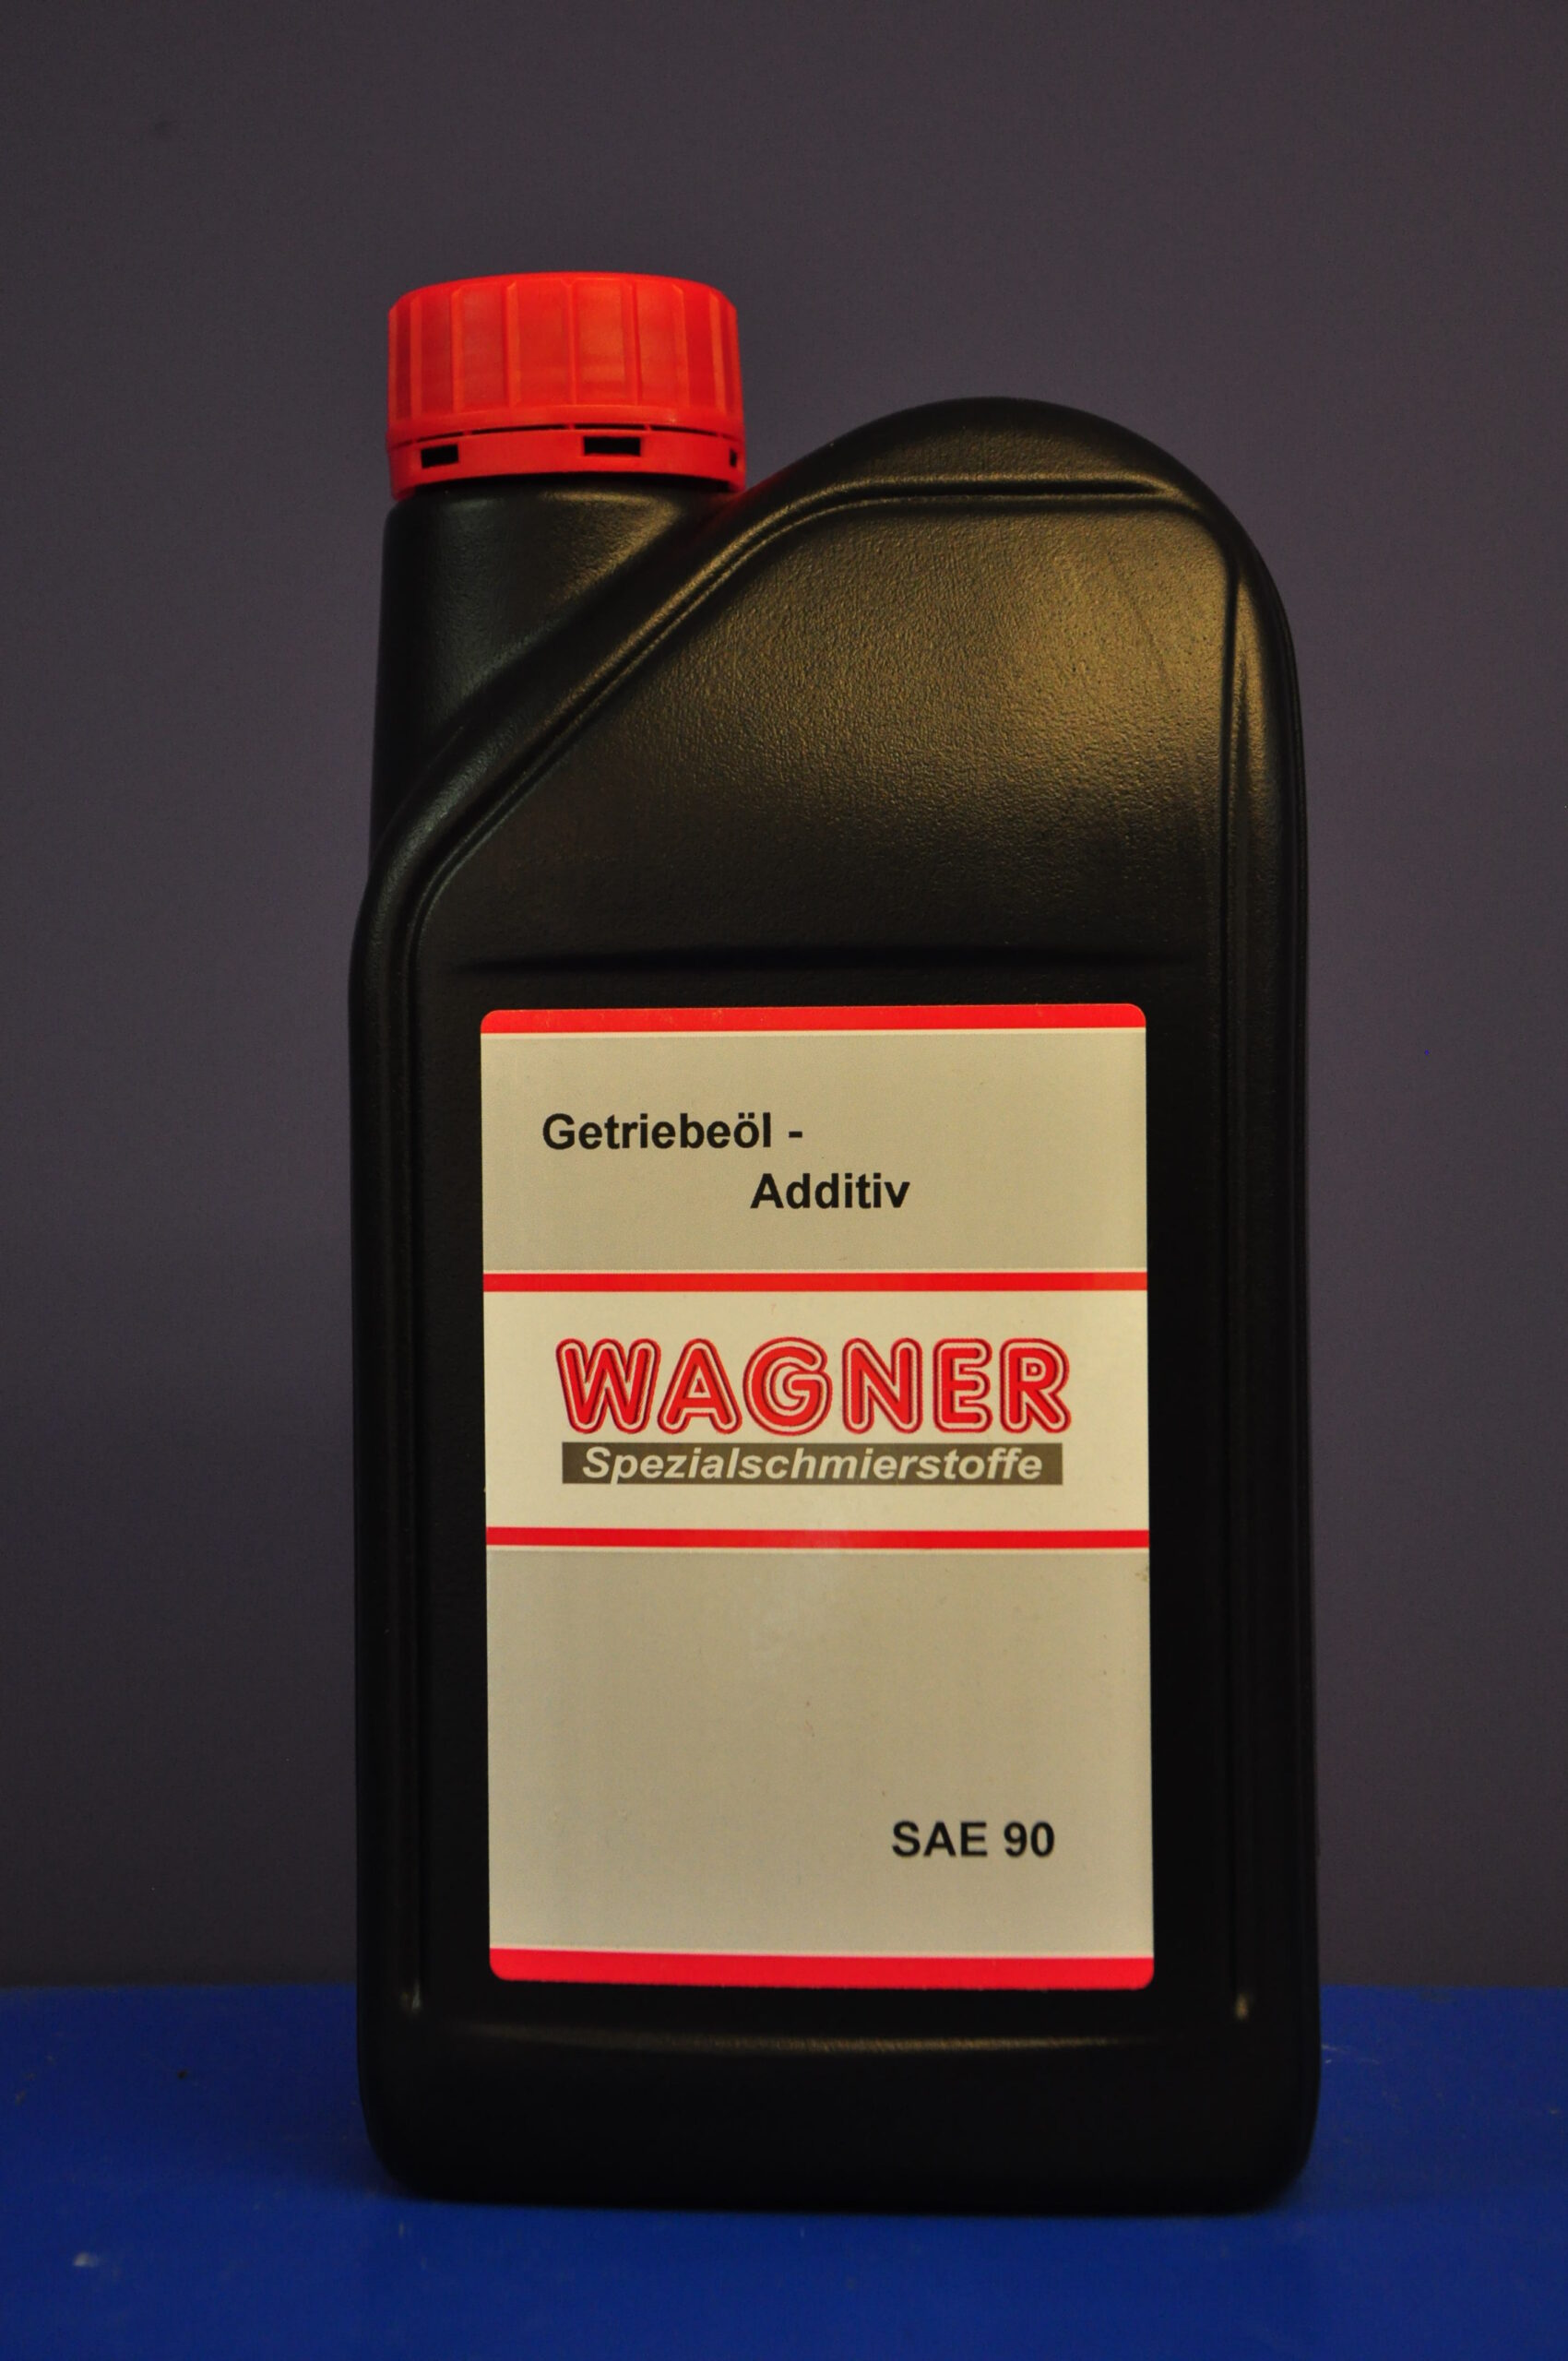 Getriebeöl -
Additiv
WAGNER
Spezialschmierstoffe
SAE 90